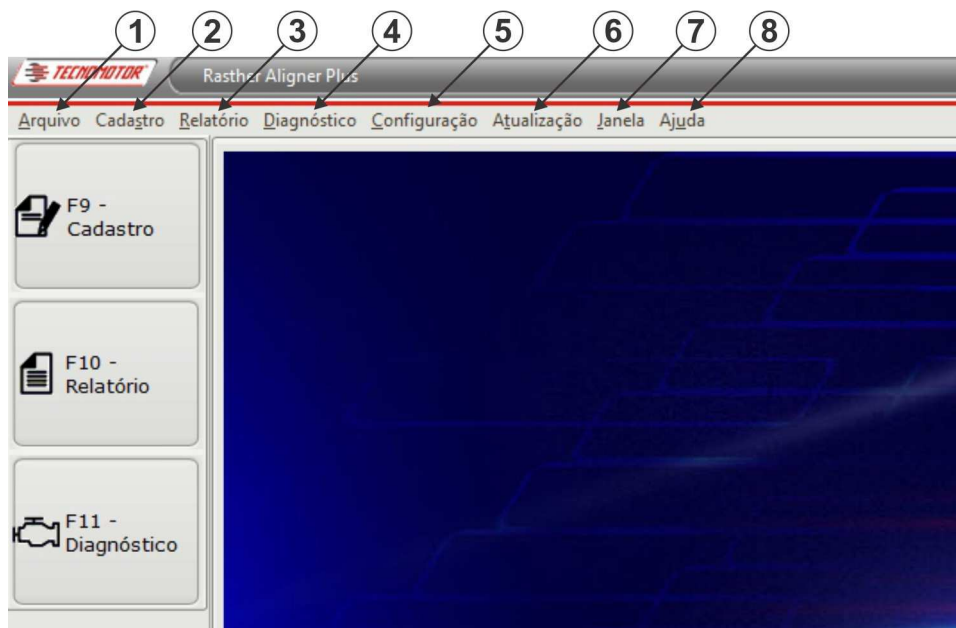 1 2 3 4 5 6 7 8
TECNOMOTOR Rasther Aligner Plus
Arquivo Cadastro Relatório Diagnóstico Configuração Atualização Janela Ajuda
F9 -
Cadastro
F10 -
Relatório
F11 -
Diagnóstico